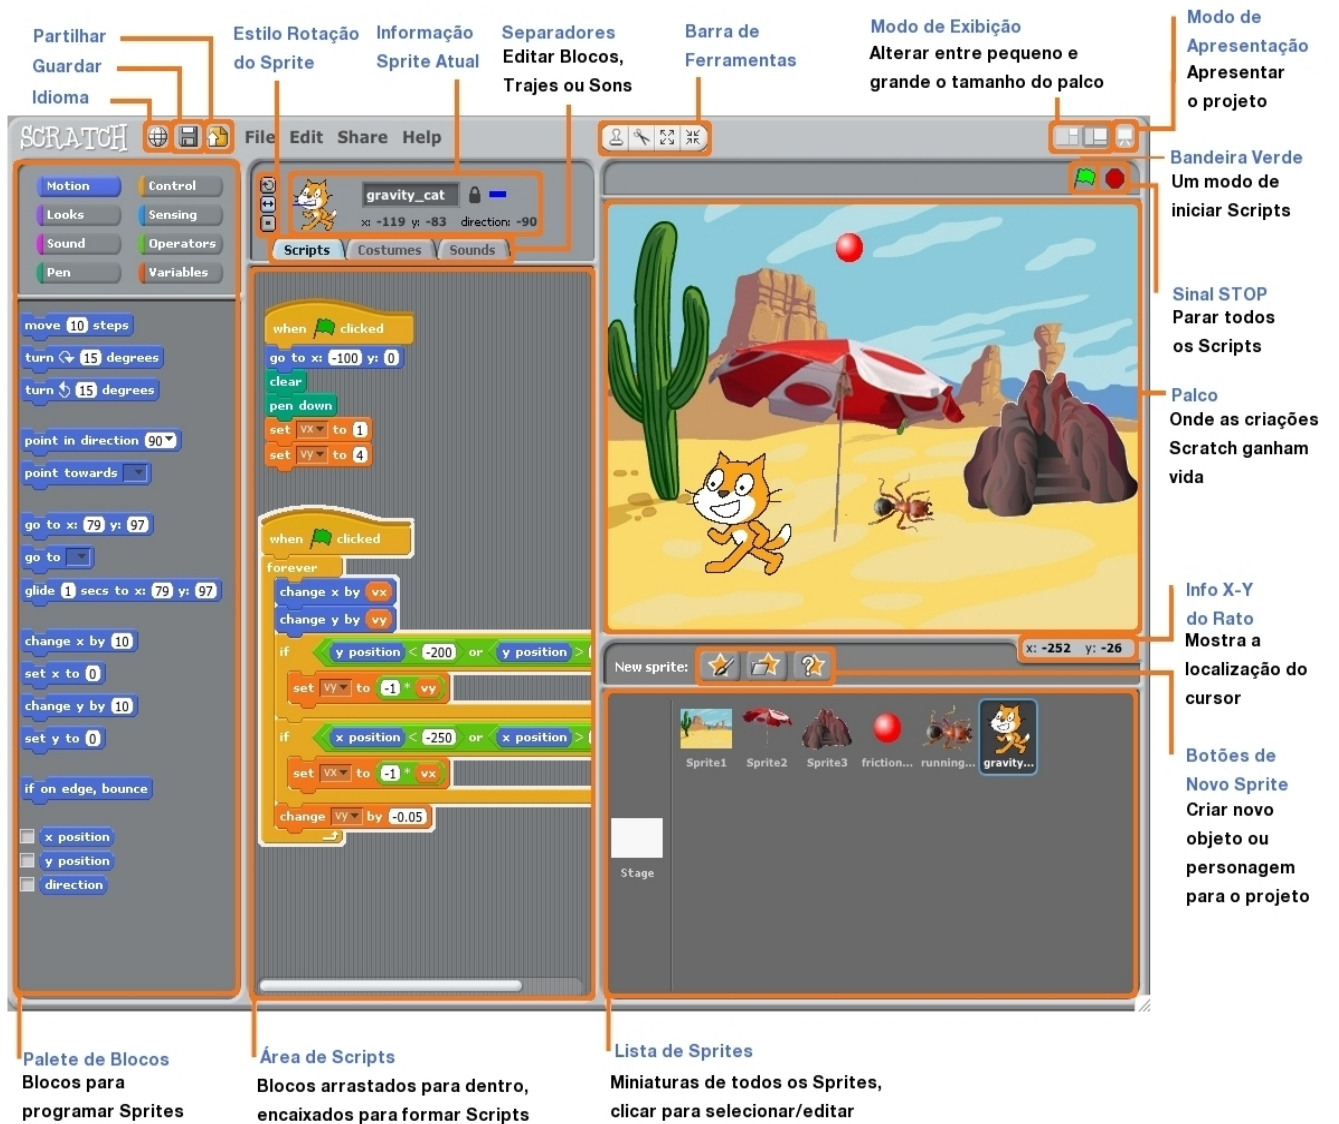 Partilhar
Guardar
Idioma
Estilo Rotação
do Sprite
Informação
Sprite Atual
Separadores
Editar Blocos,
Trajes ou Sons
Barra de
Ferramentas
Modo de Exibição
Alterar entre pequeno e
grande o tamanho do palco
Modo de
Apresentação
Apresentar
o projeto
SCRATCH
File Edit Share Help
Motion
Control
Looks
Sensing
Sound
Operators
Pen
Variables
move 10 steps
turn 15 degrees
turn 15 degrees
point in direction 90
point towards
go to x: 79 y: 97
go to
glide 1 secs to x: 79 y: 97
change x by 10
set x to 0
change y by 10
set y to 0
if on edge, bounce
x position
y position
direction
gravity_cat
x: -119 y: -83 direction: -90
Scripts
Costumes
Sounds
when clicked
go to x: -100 y: 0
clear
pen down
set vx to 1
set vy to 4
when clicked
forever
change x by vx
change y by vy
if y position < -200 or y position >
set vy to -1 * vy
if x position < -250 or x position >
set vx to -1 * vx
change vy by -0.05
Bandeira Verde
Um modo de
iniciar Scripts
Sinal STOP
Parar todos
os Scripts
Palco
Onde as criações
Scratch ganham
vida
Info X-Y
do Rato
Mostra a
localização do
cursor
x: -252 y: -26
New sprite:
Sprite1
Sprite2
Sprite3
friction...
running...
gravity...
Stage
Botões de
Novo Sprite
Criar novo
objeto ou
personagem
para o projeto
Palete de Blocos
Blocos para
programar Sprites
Área de Scripts
Blocos arrastados para dentro,
encaixados para formar Scripts
Lista de Sprites
Miniaturas de todos os Sprites,
clicar para selecionar/editar